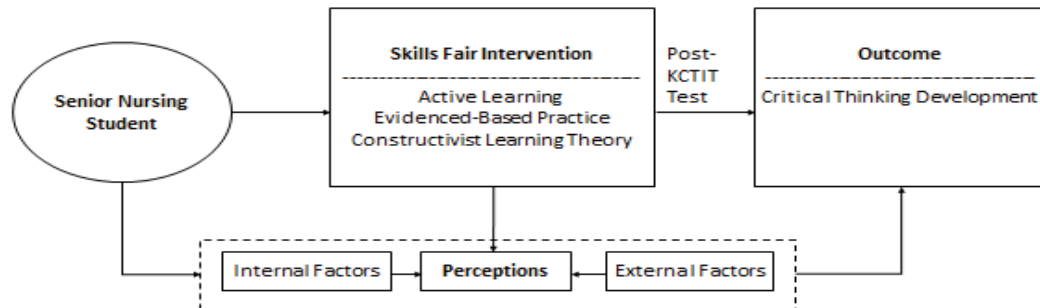 Senior Nursing
Student
Skills Fair Intervention
Active Learning
Evidenced-Based Practice
Constructivist Learning Theory
Post-
KCTIT
Test
Outcome
Critical Thinking Development
Internal Factors
Perceptions
External Factors